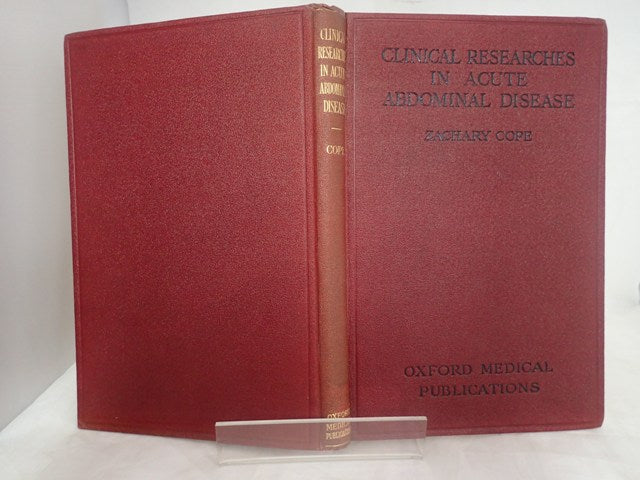 CLINICAL
RESEARCHES
IN ACUTE
ABDOMINAL
DISEASE
COPE
OXFORD
MEDICAL
PUBLICATIONS
CLINICAL RESEARCHES
IN ACUTE
ABDOMINAL DISEASE
ZACHARY COPE
OXFORD MEDICAL
PUBLICATIONS